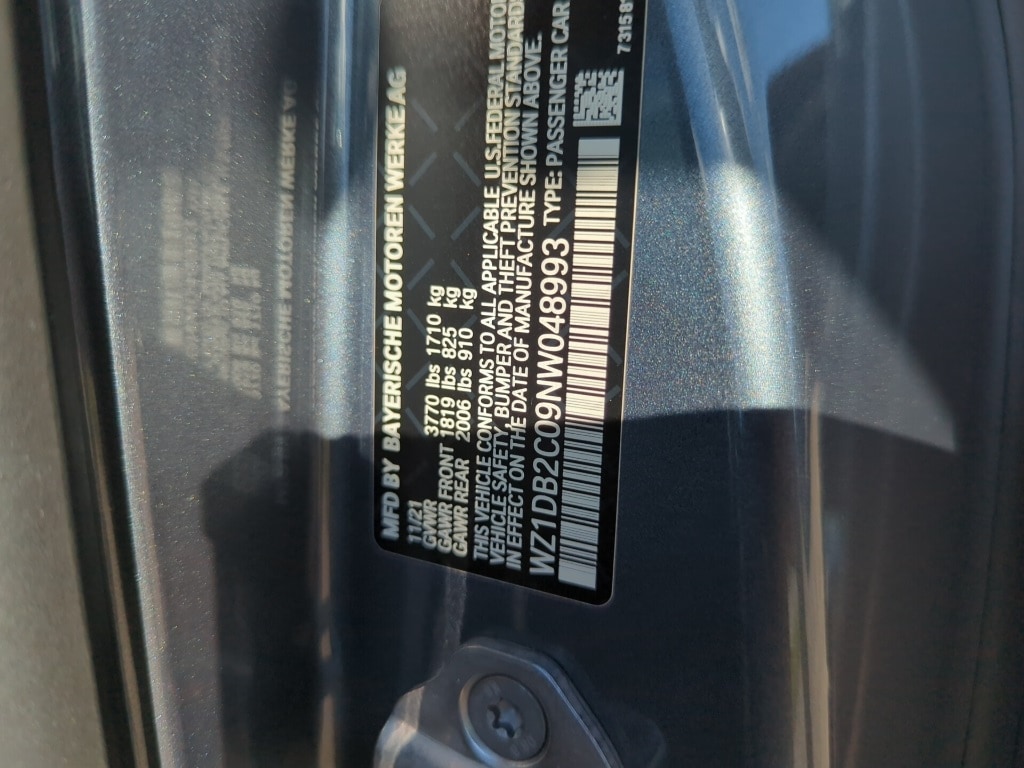 MFD BY BAYERISCHE MOTOREN WERKE AG
11/21
GVWR 3770 lbs 1710 kg
GAWR FRONT 1819 lbs 825 kg
GAWR REAR 2006 lbs 910 kg
THIS VEHICLE CONFORMS TO ALL APPLICABLE U.S.FEDERAL MOTOR
VEHICLE SAFETY, BUMPER AND THEFT PREVENTION STANDARDS
IN EFFECT ON THE DATE OF MANUFACTURE SHOWN ABOVE.
WZ1DB2C09NW048993 TYPE: PASSENGER CAR
73158